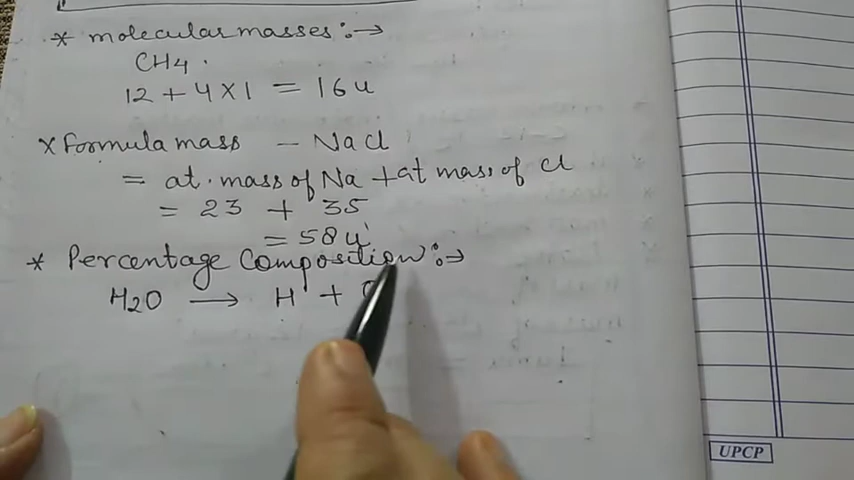 * molecular masses :→
CH4.
12 + 4 X 1 = 16 u
* Formula mass - Nacl
= at. mass of Na + at mass of cl
= 23 + 35
= 58 u
* Percentage Composition :→
H2O → H +
UPCP